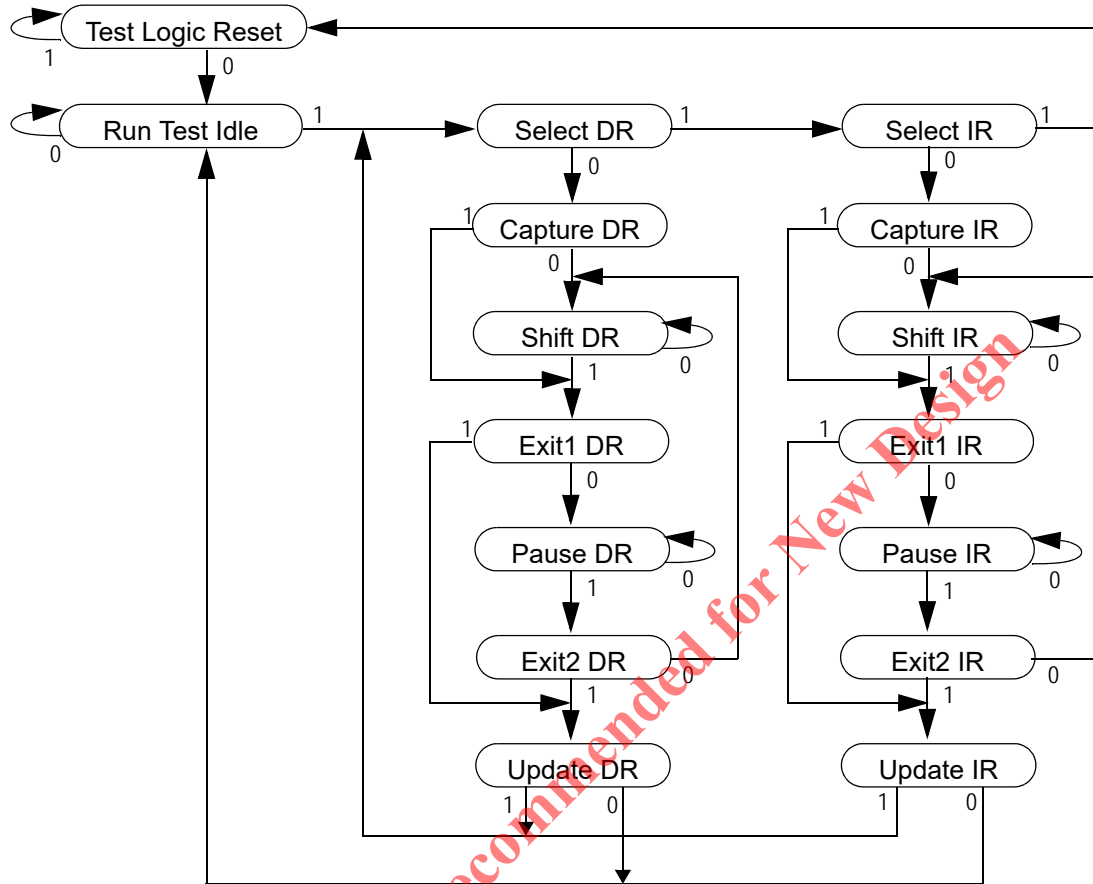 Test Logic Reset
1
0
Run Test Idle
0
1
Select DR
1
0
Select IR
1
0
Capture DR
1
0
Capture IR
1
0
Shift DR
0
1
Shift IR
0
1
Exit1 DR
1
0
Exit1 IR
1
0
Pause DR
0
1
Pause IR
0
1
Exit2 DR
0
1
Exit2 IR
0
1
Update DR
1
0
Update IR
1
0
for New Design